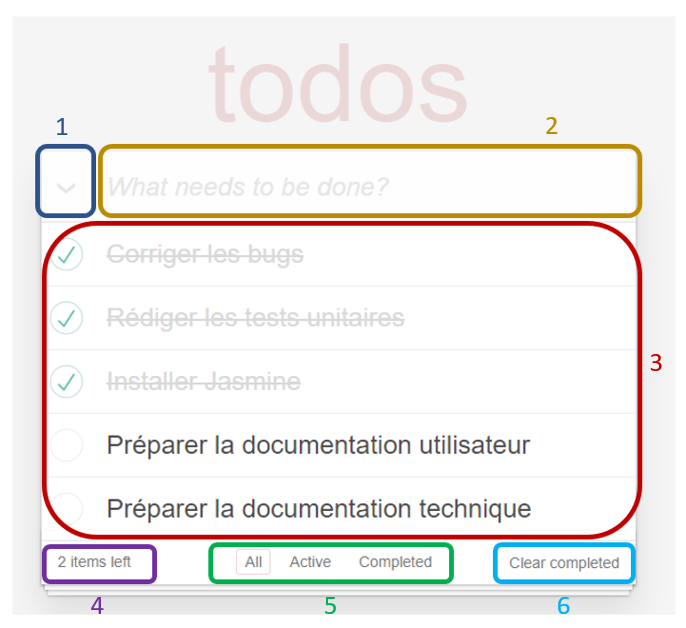 todos
1
2
What needs to be done?
Corriger les bugs
Rédiger les tests unitaires
Installer Jasmine
3
Préparer la documentation utilisateur
Préparer la documentation technique
2 items left All Active Completed Clear completed
4 5 6